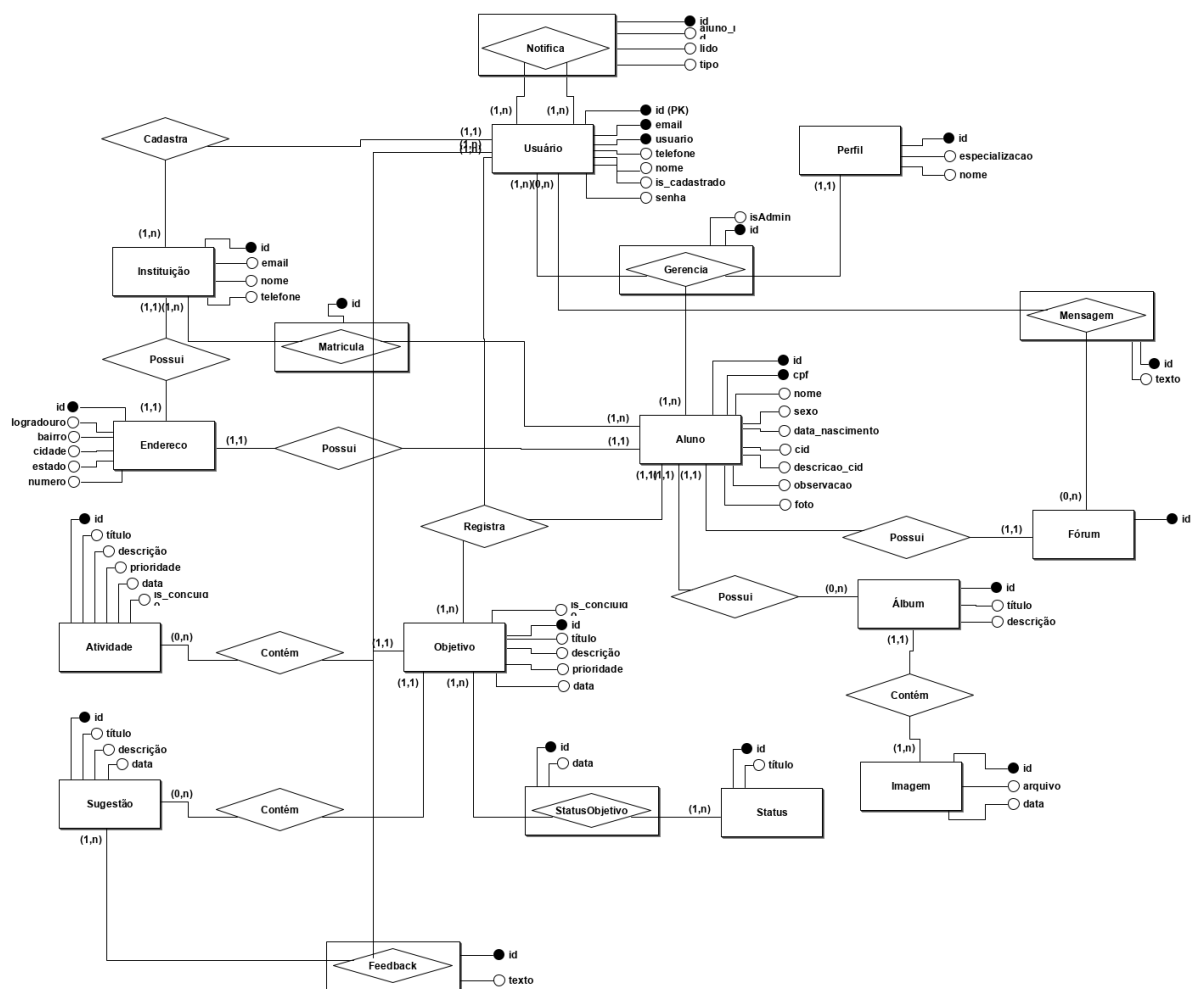 id
Notifica
lido
tipo
(1,n)
(1,n)
id (PK)
email
usuario
telefone
nome
is_cadastrado
senha
Usuário
(1,1)
Cadastra
Perfil
id
especializacao
nome
(1,n)
(0,n)
(1,1)
isAdmin
id
Gerencia
(1,n)
Instituição
id
email
nome
telefone
(1,1)
(1,n)
id
Matricula
Mensagem
id
texto
Possui
(1,1)
id
logradouro
bairro
cidade
estado
numero
Endereco
(1,1)
Possui
(1,n)
(1,n)
(1,1)
Aluno
id
cpf
nome
sexo
data_nascimento
cid
descricao_cid
observacao
foto
(1,1)
(1,1)
(1,1)
(0,n)
Registra
Possui
(1,1)
Fórum
id
id
título
descrição
prioridade
data
Possui
(0,n)
Álbum
id
título
descrição
Atividade
(0,n)
Contém
(1,1)
(1,n)
Objetivo
id
título
descrição
prioridade
data
(1,1)
(1,n)
(1,1)
Contém
(1,n)
Imagem
id
arquivo
data
id
título
descrição
data
Sugestão
(0,n)
Contém
(1,n)
id
data
StatusObjetivo
(1,n)
id
título
Status
Feedback
id
texto